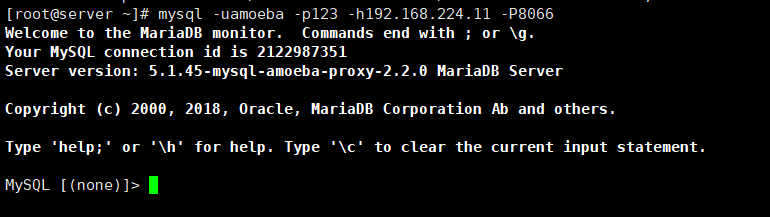 [root@server ~]# mysql -uamoeba -p123 -h192.168.224.11 -P8066
Welcome to the MariaDB monitor.  Commands end with ; or \g.
Your MySQL connection id is 2122987351
Server version: 5.1.45-mysql-amoeba-proxy-2.2.0 MariaDB Server
Copyright (c) 2000, 2018, Oracle, MariaDB Corporation Ab and others.
Type 'help;' or '\h' for help. Type '\c' to clear the current input statement.
MySQL [(none)]>